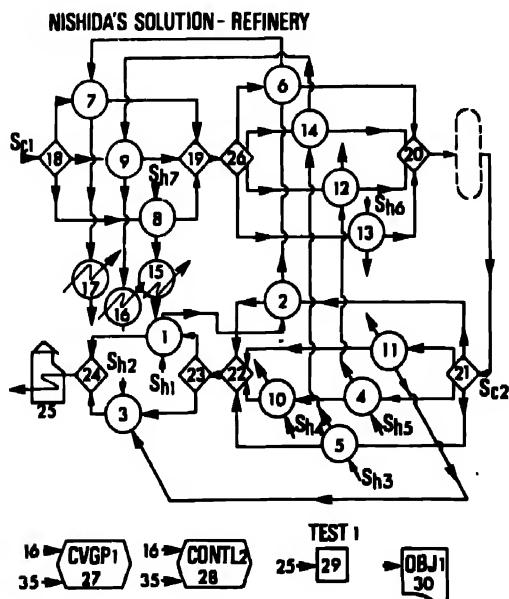 NISHIDA'S SOLUTION - REFINERY
7
6
Sc1
18
9
19
26
14
20
Sh7
8
12
Sh6
13
17
16
15
2
1
11
24
Sh2
Sh1
23
22
10
4
21
Sc2
25
3
Sh4
Sh5
5
Sh3
16
CVGP1
35
27
16
CONTL2
35
28
TEST 1
25
29
OBJ1
30